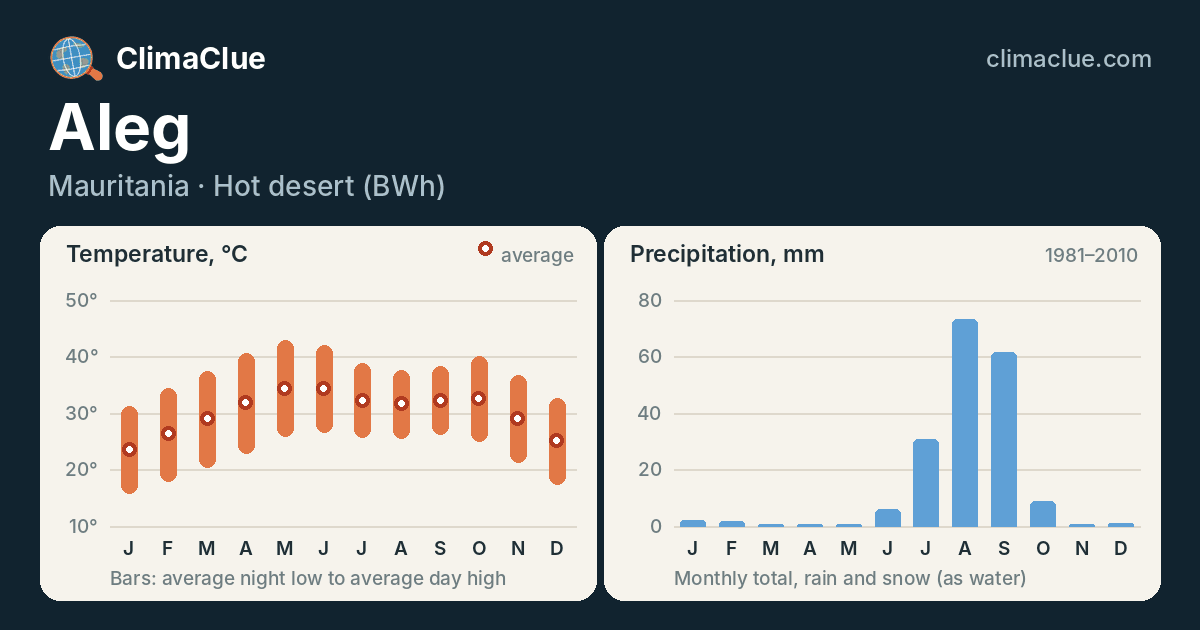 ClimaClue
climaclue.com
Aleg
Mauritania · Hot desert (BWh)
Temperature, °C
average
50°
40°
30°
20°
10°
J F M A M J J A S O N D
Bars: average night low to average day high
Precipitation, mm
1981–2010
80
60
40
20
0
J F M A M J J A S O N D
Monthly total, rain and snow (as water)